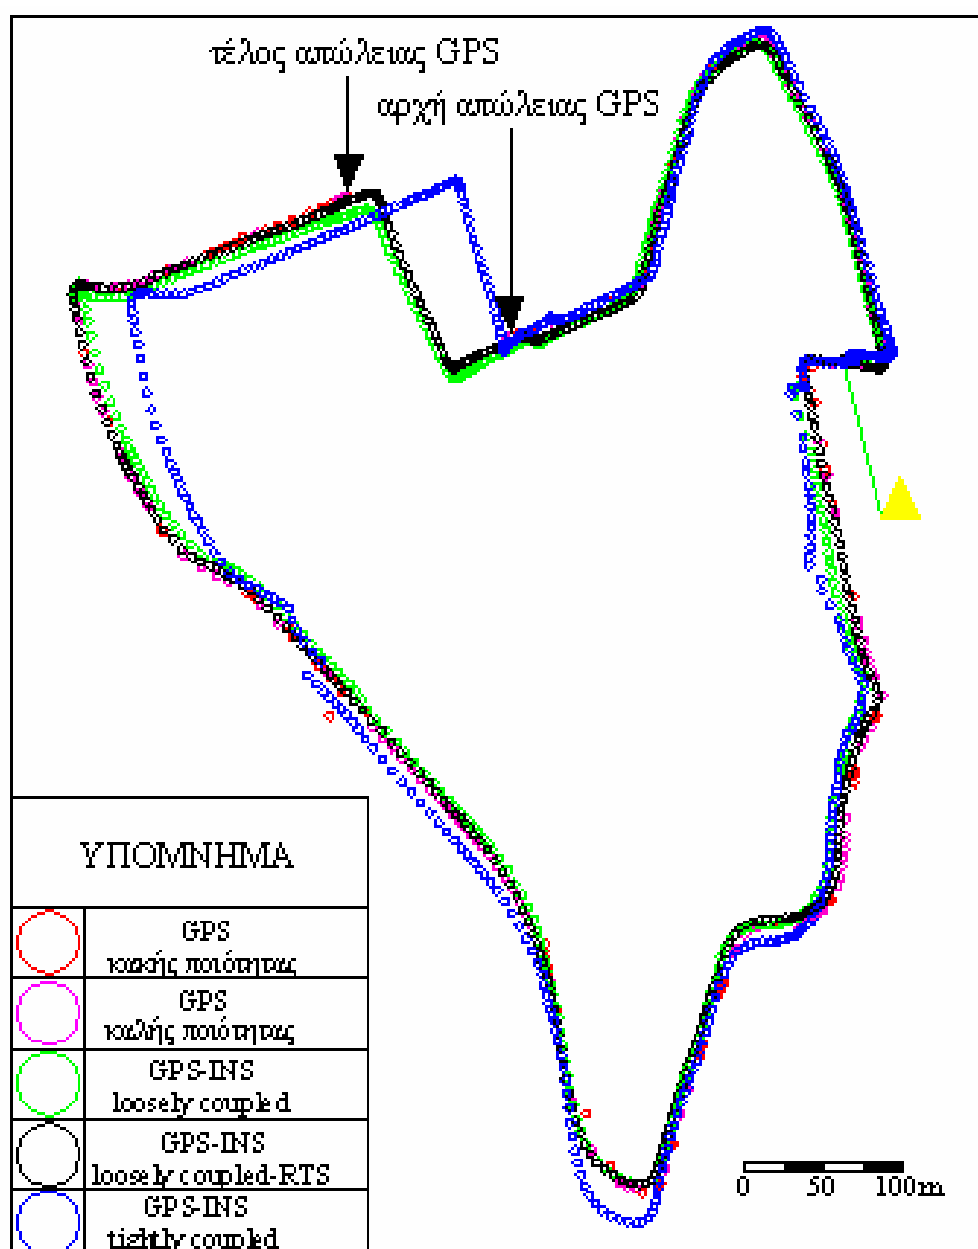 τέλος απώλειας GPS
αρχή απώλειας GPS
ΥΠΟΜΝΗΜΑ
GPS
κακής ποιότητας
GPS
καλής ποιότητας
GPS-INS
loosely coupled
GPS-INS
loosely coupled-RTS
GPS-INS
tightly coupled
0 50 100m